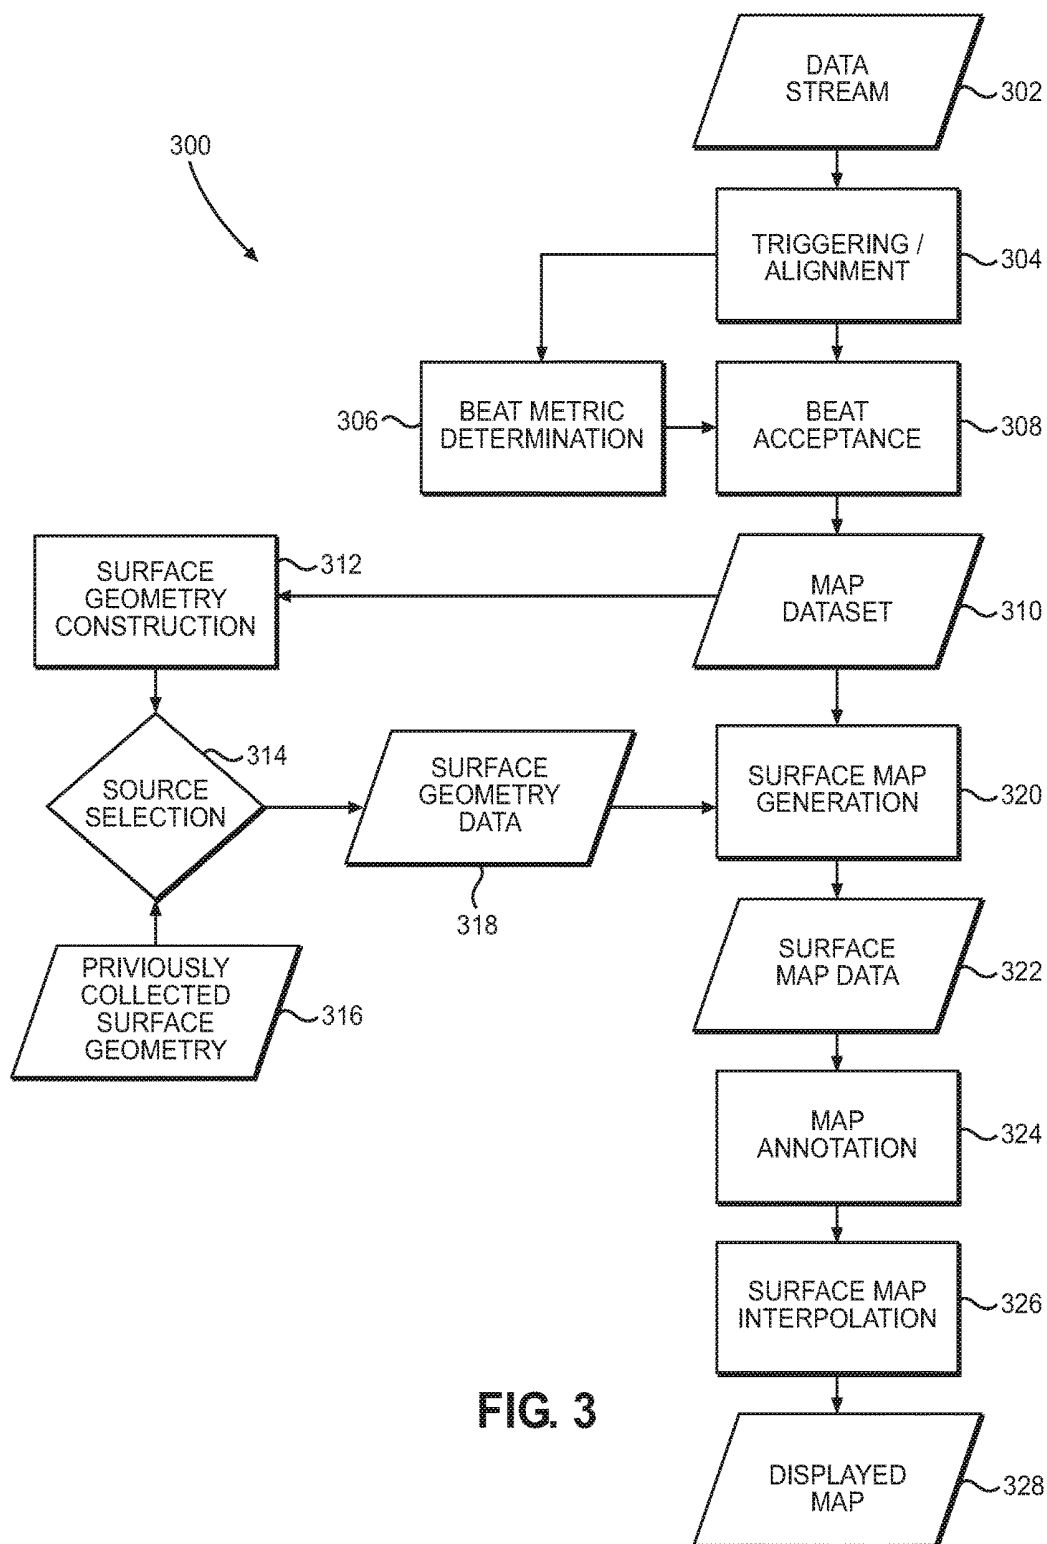 DATA
STREAM
302
300
TRIGGERING /
ALIGNMENT
304
306
BEAT METRIC
DETERMINATION
BEAT
ACCEPTANCE
308
SURFACE
GEOMETRY
CONSTRUCTION
312
MAP
DATASET
310
314
SOURCE
SELECTION
SURFACE
GEOMETRY
DATA
318
SURFACE MAP
GENERATION
320
PRIVIOUSLY
COLLECTED
SURFACE
GEOMETRY
316
SURFACE
MAP DATA
322
MAP
ANNOTATION
324
SURFACE MAP
INTERPOLATION
326
FIG. 3
DISPLAYED
MAP
328